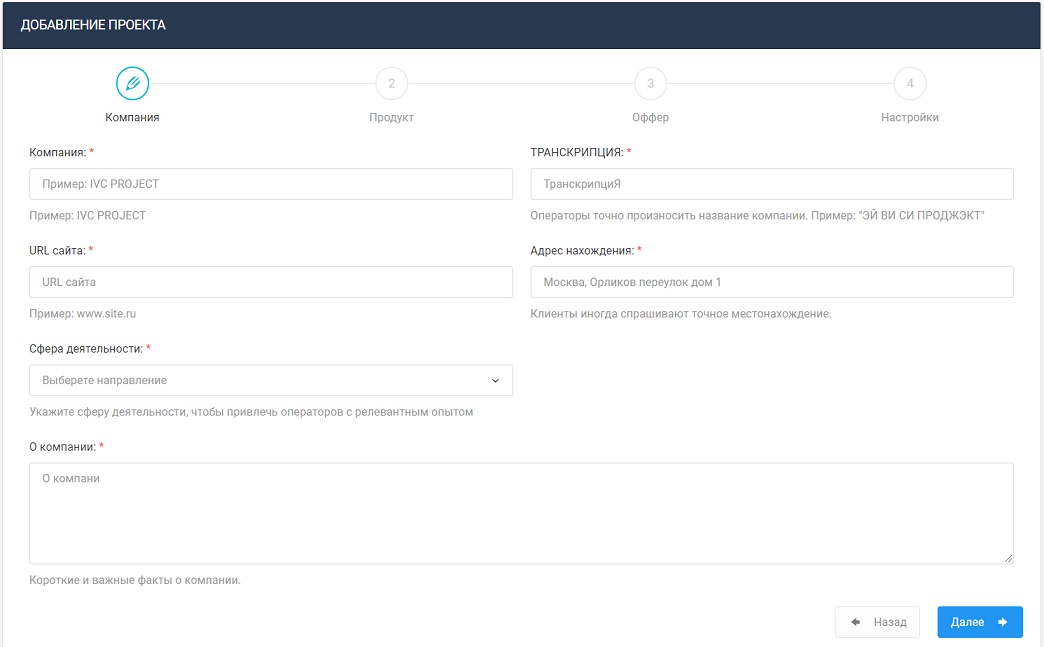 ДОБАВЛЕНИЕ ПРОЕКТА
2 3 4
Компания Продукт Оффер Настройки
Компания: * ТРАНСКРИПЦИЯ: *
Пример: IVC PROJECT ТранскрипциЯ
Пример: IVC PROJECT Операторы точно произносить название компании. Пример: "ЭЙ ВИ СИ ПРОДЖЭКТ"
URL сайта: * Адрес нахождения: *
URL сайта Москва, Орликов переулок дом 1
Пример: www.site.ru Клиенты иногда спрашивают точное местонахождение.
Сфера деятельности: *
Выберете направление
Укажите сферу деятельности, чтобы привлечь операторов с релевантным опытом
О компании: *
О компани
Короткие и важные факты о компании.
Назад Далее